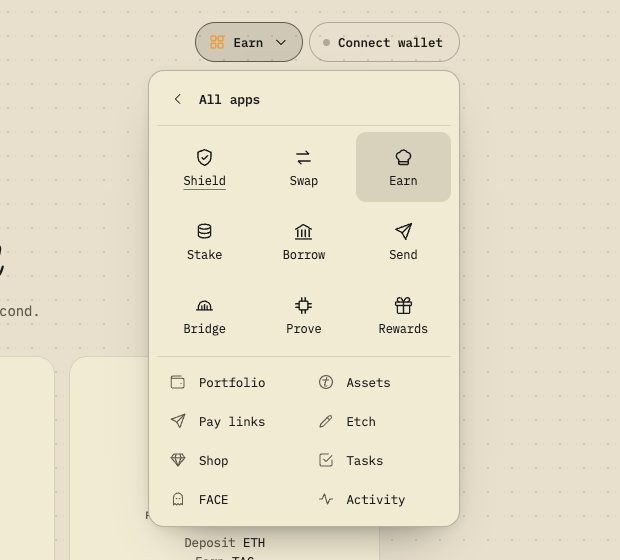 Earn
Connect wallet
All apps
Shield
Swap
Earn
Stake
Borrow
Send
Bridge
Prove
Rewards
cond.
Portfolio
Assets
Pay links
Etch
Shop
Tasks
FACE
Activity
Deposit ETH